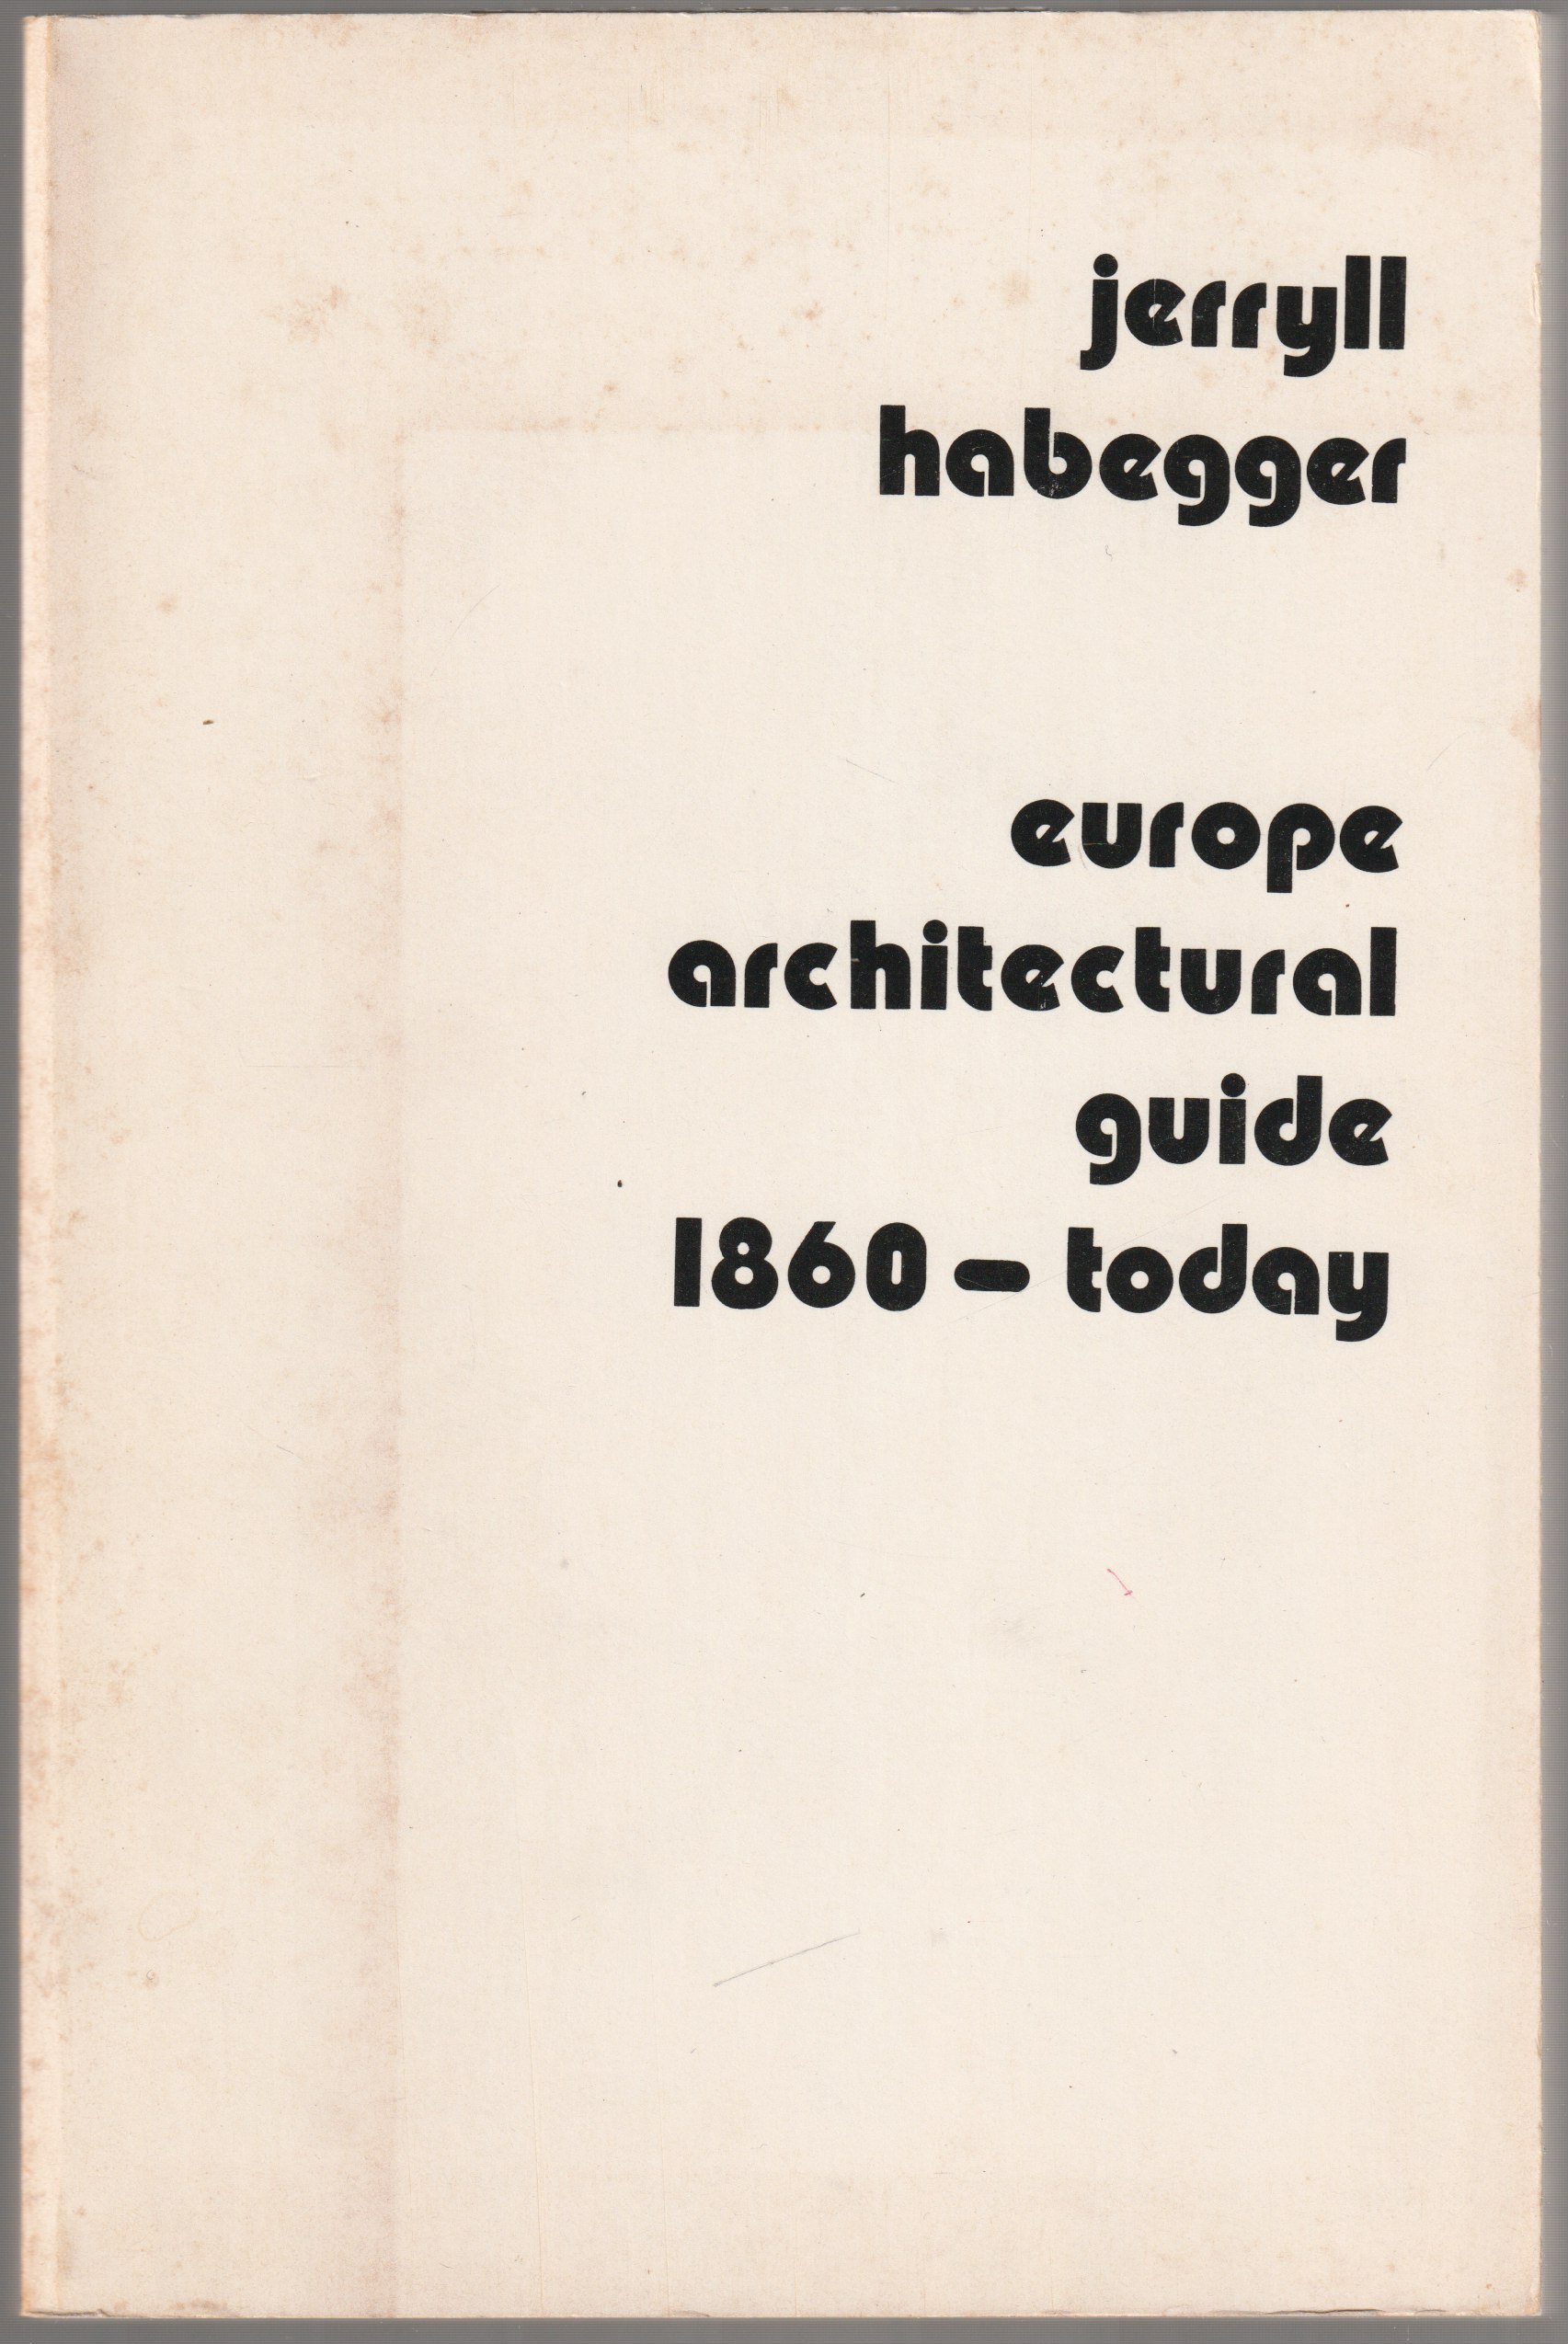 jerryll
habegger
europe
architectural
guide
1860 – today